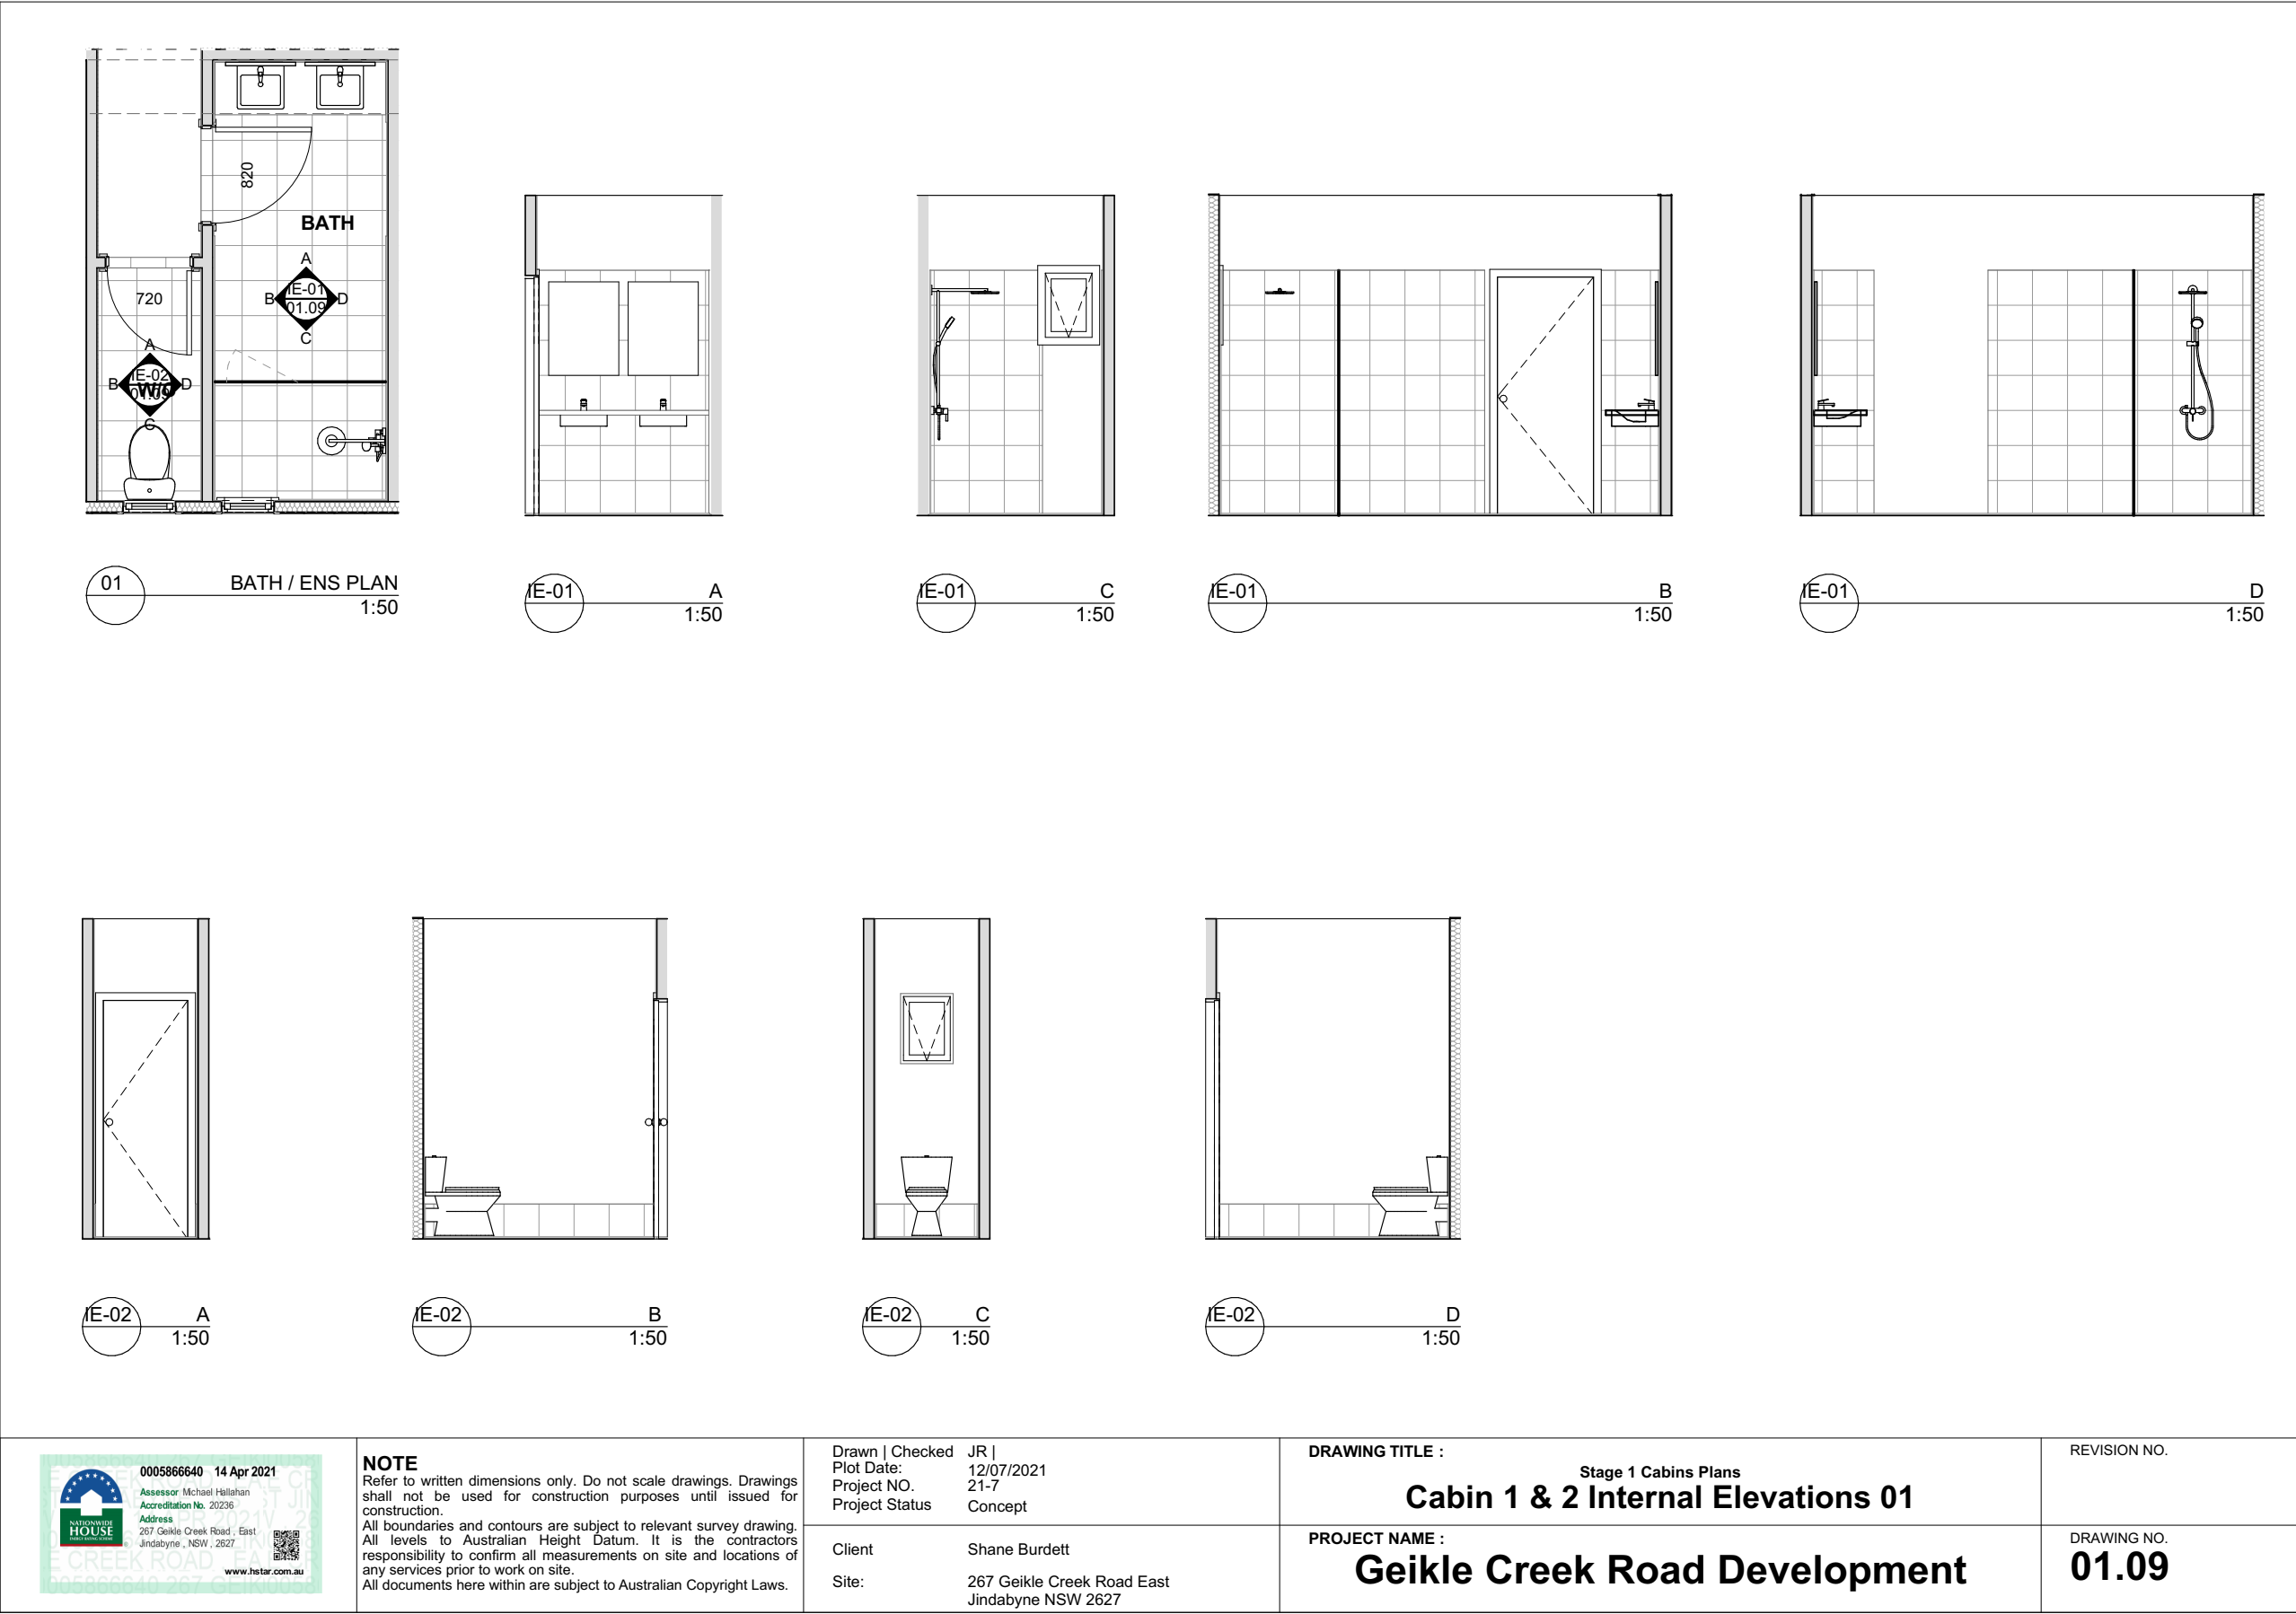 820
BATH
A
B IE-01 D
01.09
C
720
A
B IE-02 D
01.09
C
01 BATH / ENS PLAN
1:50
IE-01 A
1:50
IE-01 C
1:50
IE-01 B
1:50
IE-01 D
1:50
IE-02 A
1:50
IE-02 B
1:50
IE-02 C
1:50
IE-02 D
1:50
0005866640 14 Apr 2021
Assessor Michael Hallahan
Accreditation No. 20236
Address
267 Geikle Creek Road , East
Jindabyne , NSW , 2627
www.hstar.com.au
NATIONWIDE
HOUSE
NOTE
Refer to written dimensions only. Do not scale drawings. Drawings
shall not be used for construction purposes until issued for
construction.
All boundaries and contours are subject to relevant survey drawing.
All levels to Australian Height Datum. It is the contractors
responsibility to confirm all measurements on site and locations of
any services prior to work on site.
All documents here within are subject to Australian Copyright Laws.
Drawn | Checked JR |
Plot Date: 12/07/2021
Project NO. 21-7
Project Status Concept
Client Shane Burdett
Site: 267 Geikle Creek Road East
Jindabyne NSW 2627
DRAWING TITLE :
Stage 1 Cabins Plans
Cabin 1 & 2 Internal Elevations 01
PROJECT NAME :
Geikle Creek Road Development
REVISION NO.
DRAWING NO.
01.09